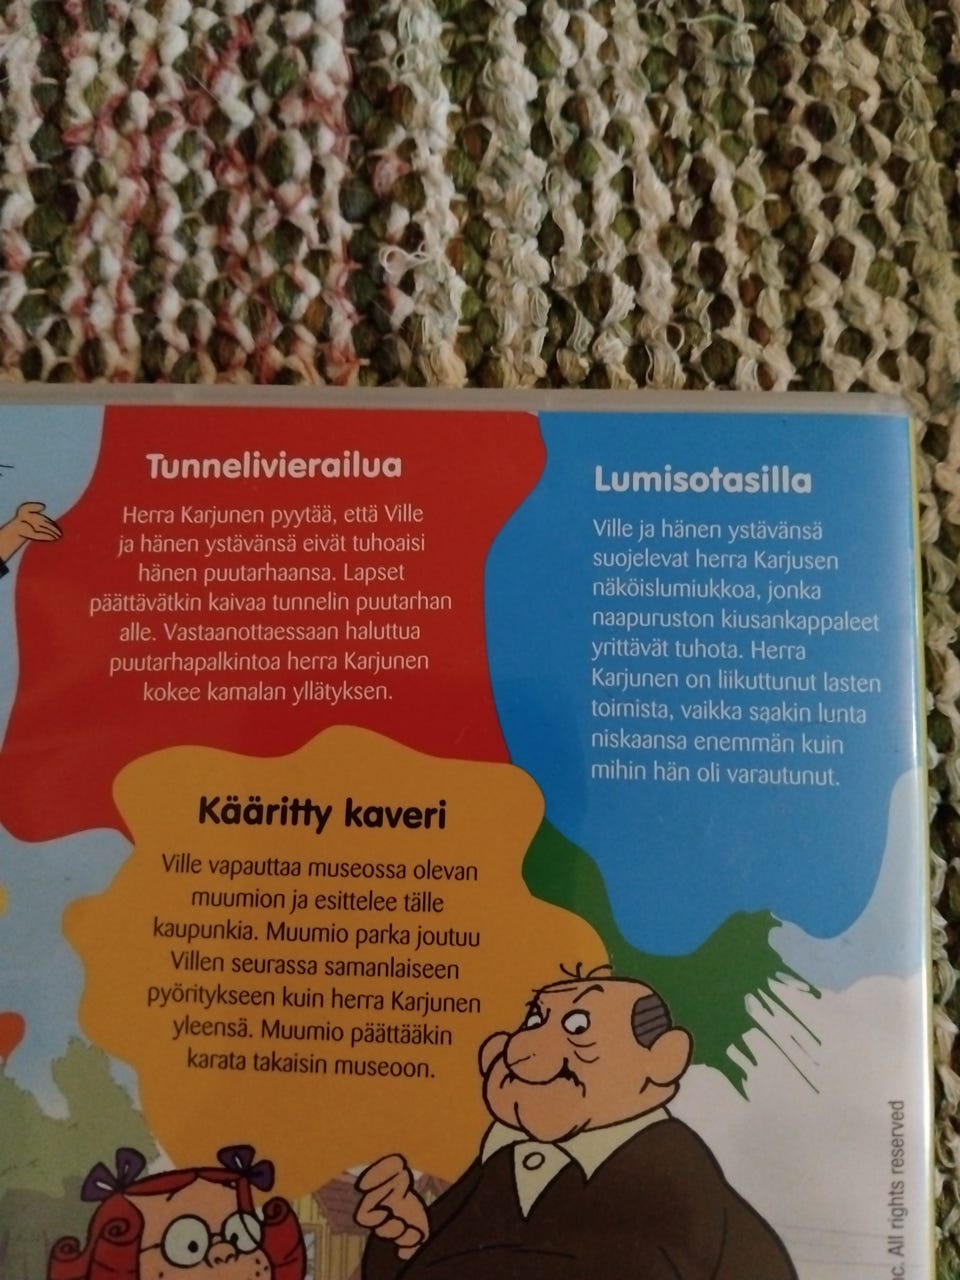 Tunnelivierailua
Herra Karjunen pyytää, että Ville
ja hänen ystävänsä eivät tuhoaisi
hänen puutarhaansa. Lapset
päättävätkin kaivaa tunnelin puutarhan
alle. Vastaanottaessaan haluttua
puutarhapalkintoa herra Karjunen
kokee kamalan yllätyksen.
Lumisotasilla
Ville ja hänen ystävänsä
suojelevat herra Karjusen
näköislumiukkoa, jonka
naapuruston kiusankappaleet
yrittävät tuhota. Herra
Karjunen on liikuttunut lasten
toimista, vaikka saakin lunta
niskaansa enemmän kuin
mihin hän oli varautunut.
Kääritty kaveri
Ville vapauttaa museossa olevan
muumion ja esittelee tälle
kaupunkia. Muumio parka joutuu
Villen seurassa samanlaiseen
pyöritykseen kuin herra Karjunen
yleensä. Muumio päättääkin
karata takaisin museoon.
c. All rights reserved